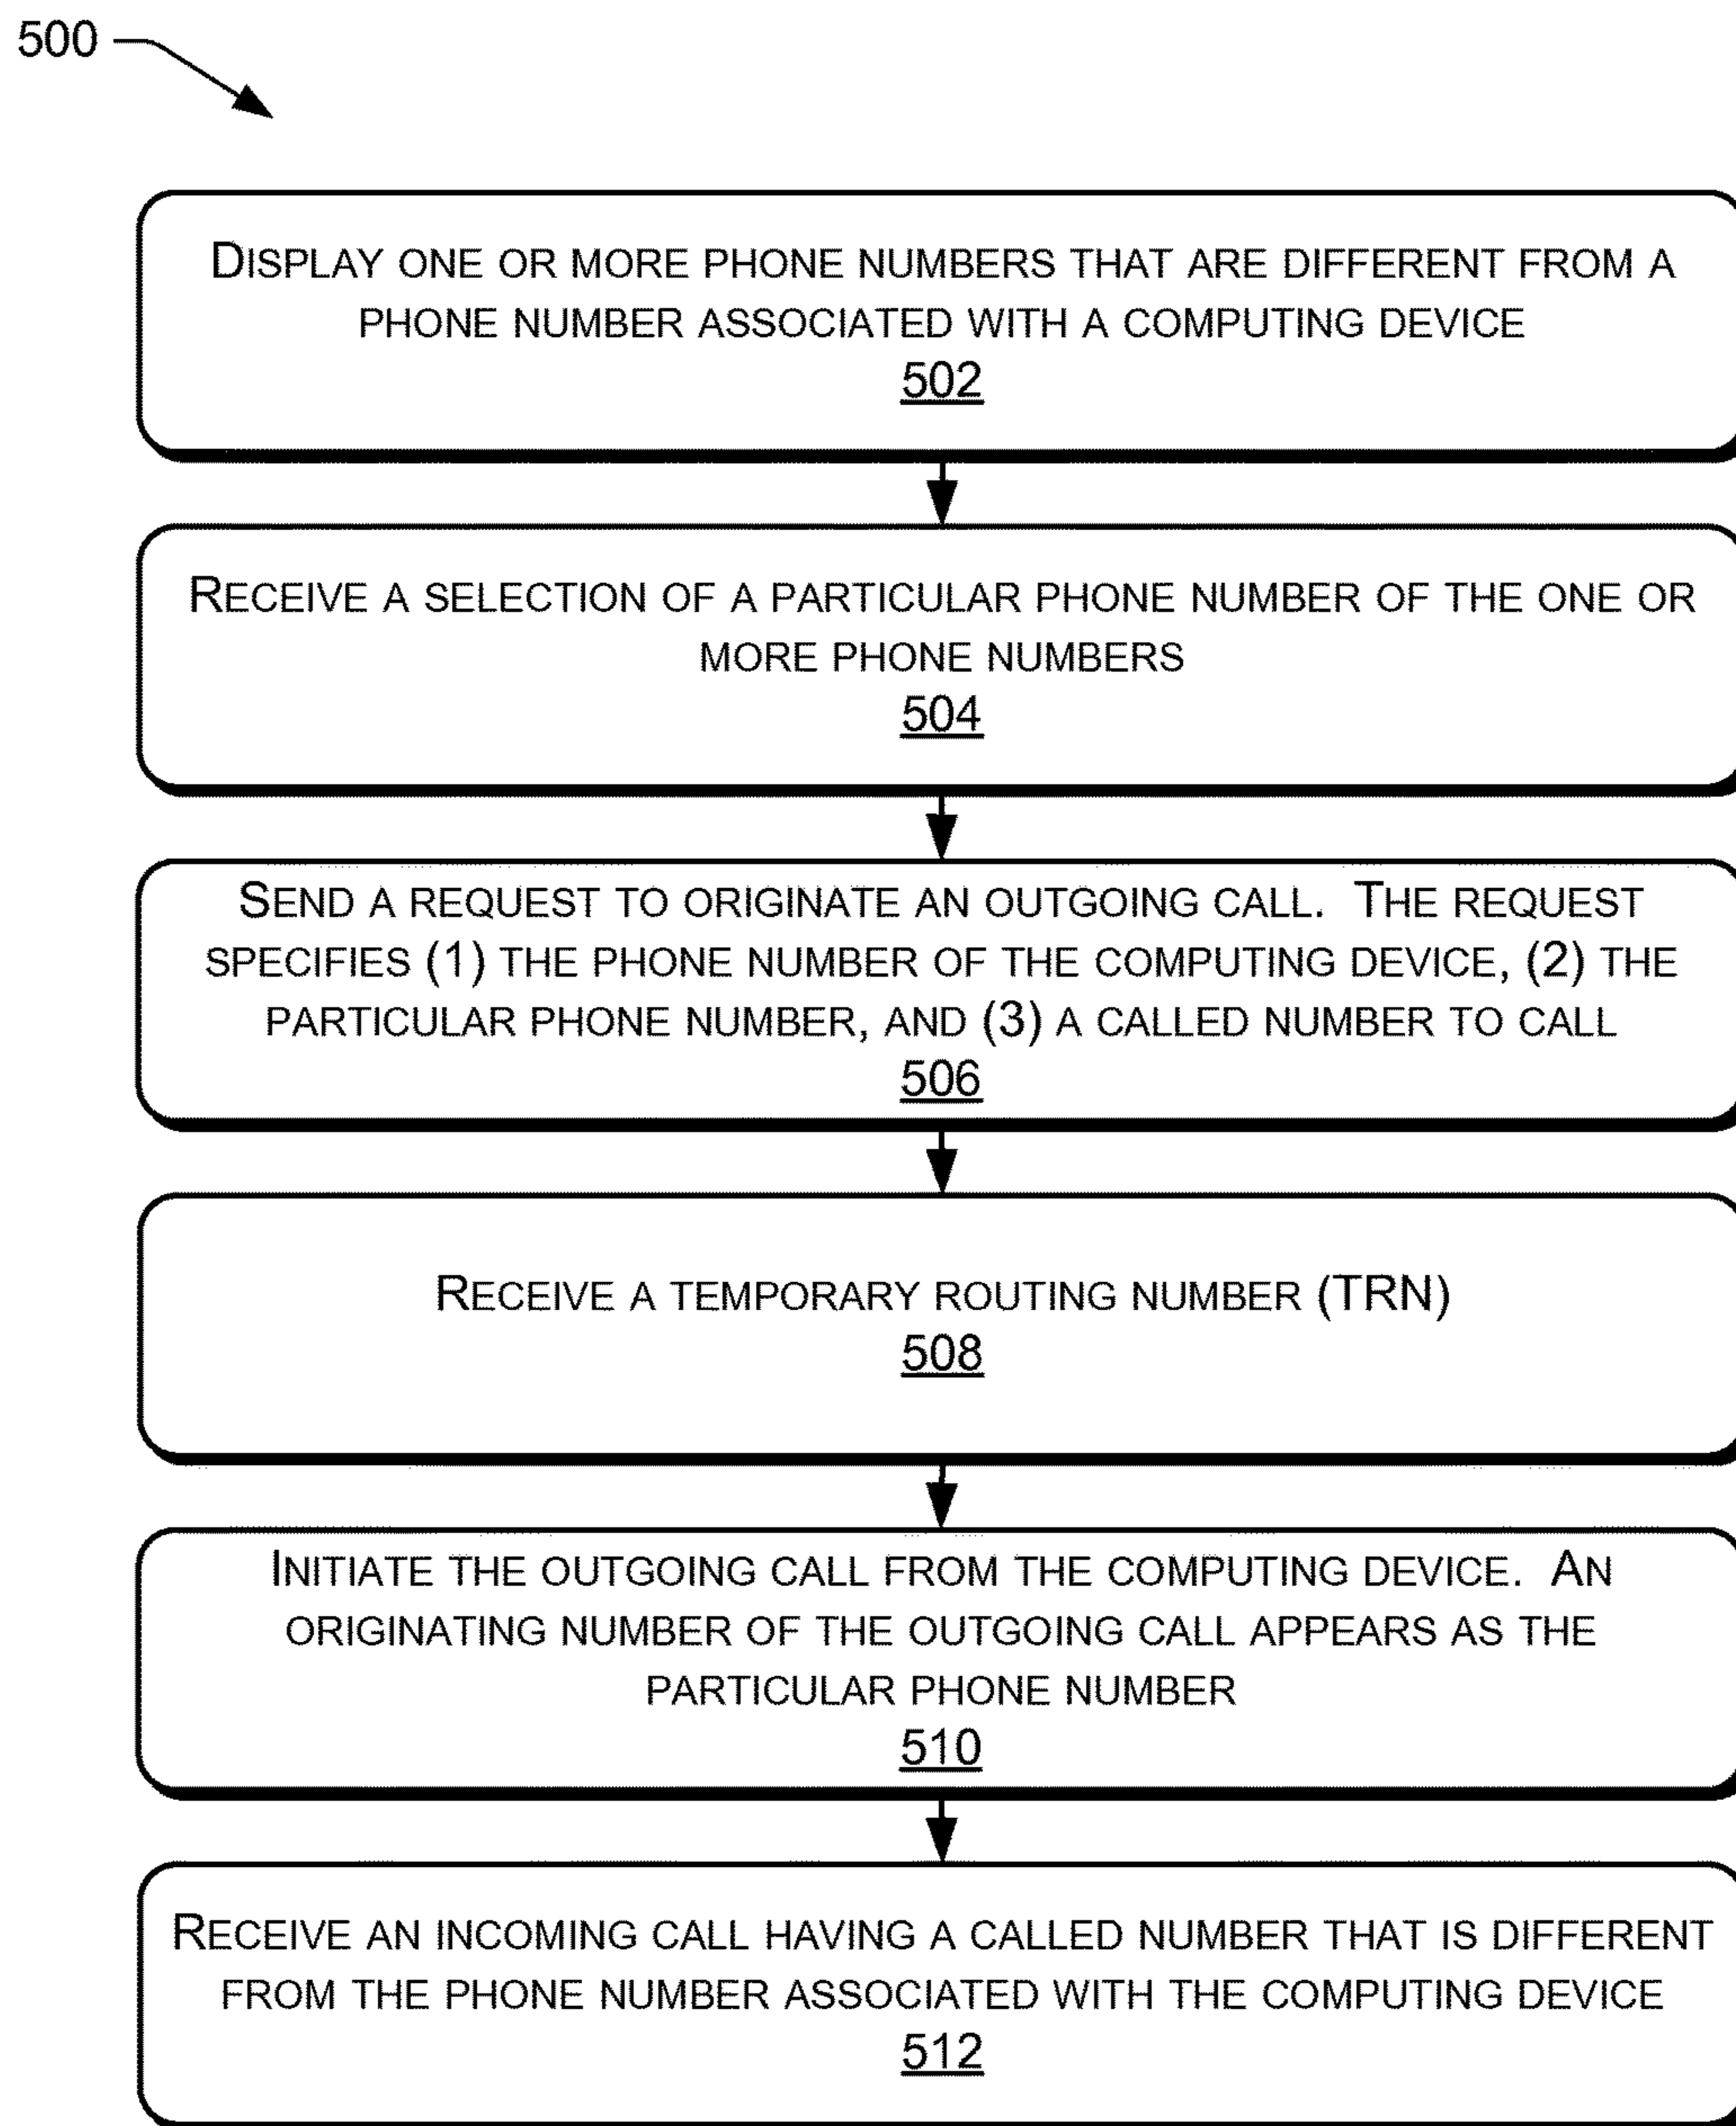 500
DISPLAY ONE OR MORE PHONE NUMBERS THAT ARE DIFFERENT FROM A
PHONE NUMBER ASSOCIATED WITH A COMPUTING DEVICE
502
RECEIVE A SELECTION OF A PARTICULAR PHONE NUMBER OF THE ONE OR
MORE PHONE NUMBERS
504
SEND A REQUEST TO ORIGINATE AN OUTGOING CALL. THE REQUEST
SPECIFIES (1) THE PHONE NUMBER OF THE COMPUTING DEVICE, (2) THE
PARTICULAR PHONE NUMBER, AND (3) A CALLED NUMBER TO CALL
506
RECEIVE A TEMPORARY ROUTING NUMBER (TRN)
508
INITIATE THE OUTGOING CALL FROM THE COMPUTING DEVICE. AN
ORIGINATING NUMBER OF THE OUTGOING CALL APPEARS AS THE
PARTICULAR PHONE NUMBER
510
RECEIVE AN INCOMING CALL HAVING A CALLED NUMBER THAT IS DIFFERENT
FROM THE PHONE NUMBER ASSOCIATED WITH THE COMPUTING DEVICE
512